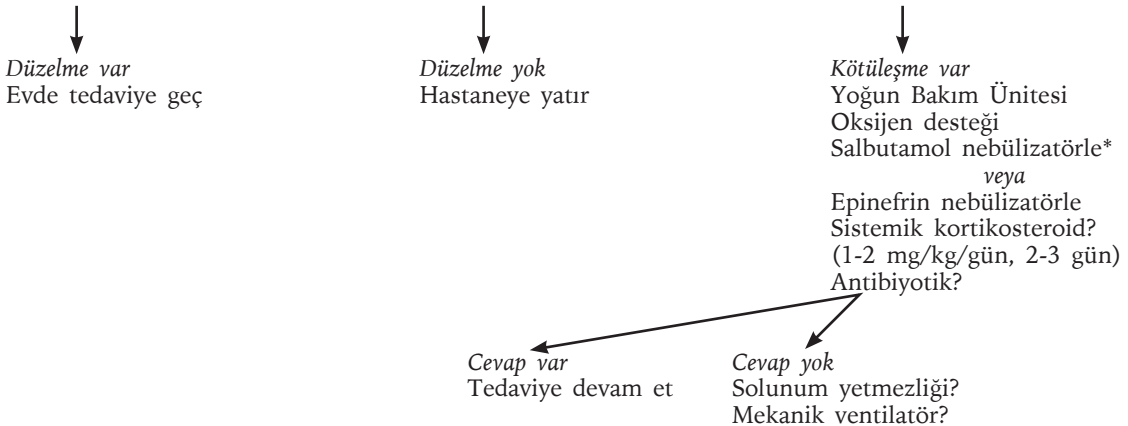 Düzelme var
Evde tedaviye geç
Düzelme yok
Hastaneye yatır
Kötüleşme var
Yoğun Bakım Ünitesi
Oksijen desteği
Salbutamol nebülizatörle*
veya
Epinefrin nebülizatörle
Sistemik kortikosteroid?
(1-2 mg/kg/gün, 2-3 gün)
Antibiyotik?
Cevap var
Tedaviye devam et
Cevap yok
Solunum yetmezliği?
Mekanik ventilatör?